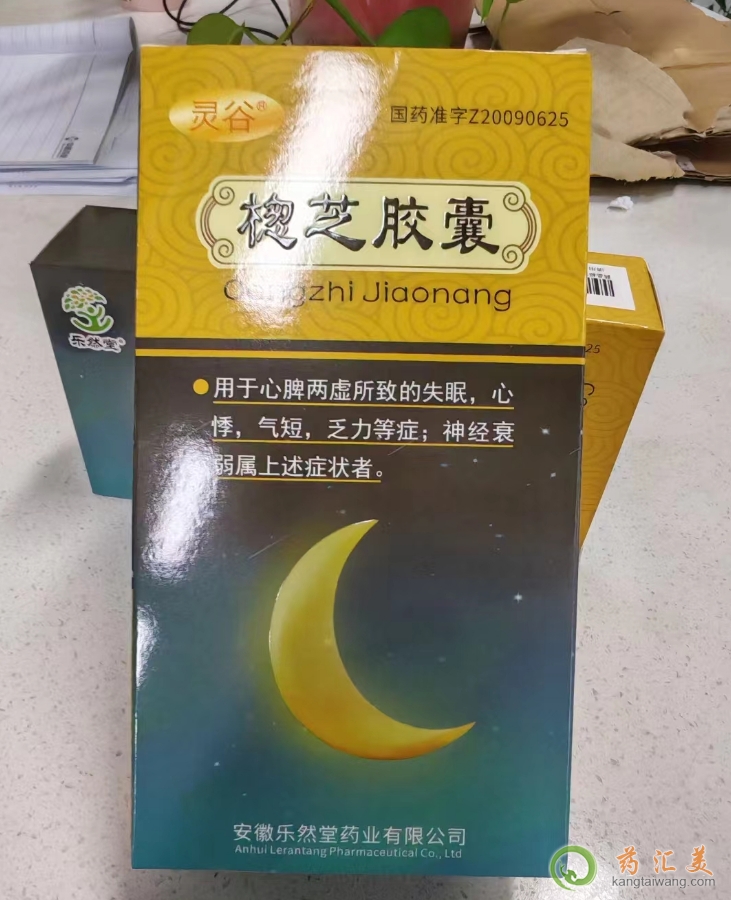 灵谷®
国药准字Z20090625
楤芝胶囊
Congzhi Jiaonang
乐然堂®
25
用于心脾两虚所致的失眠，心
悸，气短，乏力等症；神经衰
弱属上述症状者。
安徽乐然堂药业有限公司
Anhui Lerantang Pharmaceutical Co., Ltd
药汇美
kangtaiwang.com